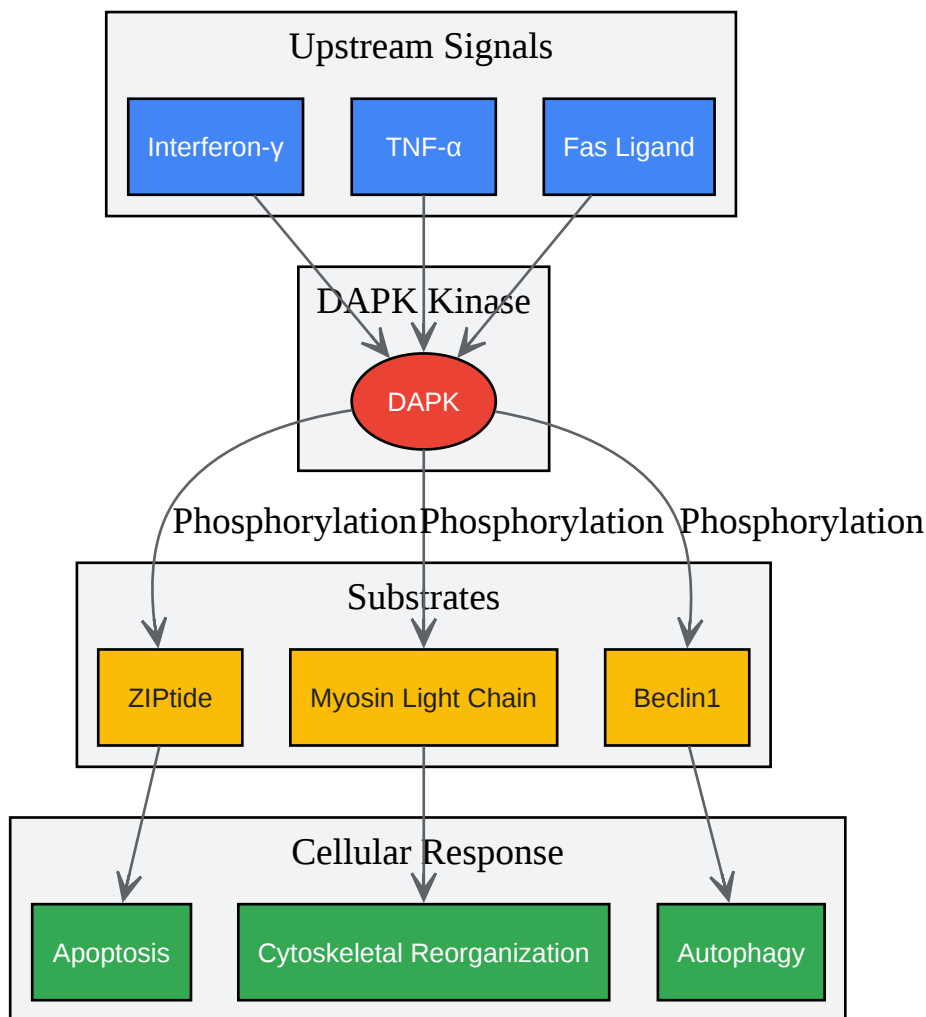 Upstream Signals
Interferon-γ
TNF-α
Fas Ligand
DAPK Kinase
DAPK
Phosphorylation
Phosphorylation
Phosphorylation
Substrates
ZIPtide
Myosin Light Chain
Beclin1
Cellular Response
Apoptosis
Cytoskeletal Reorganization
Autophagy